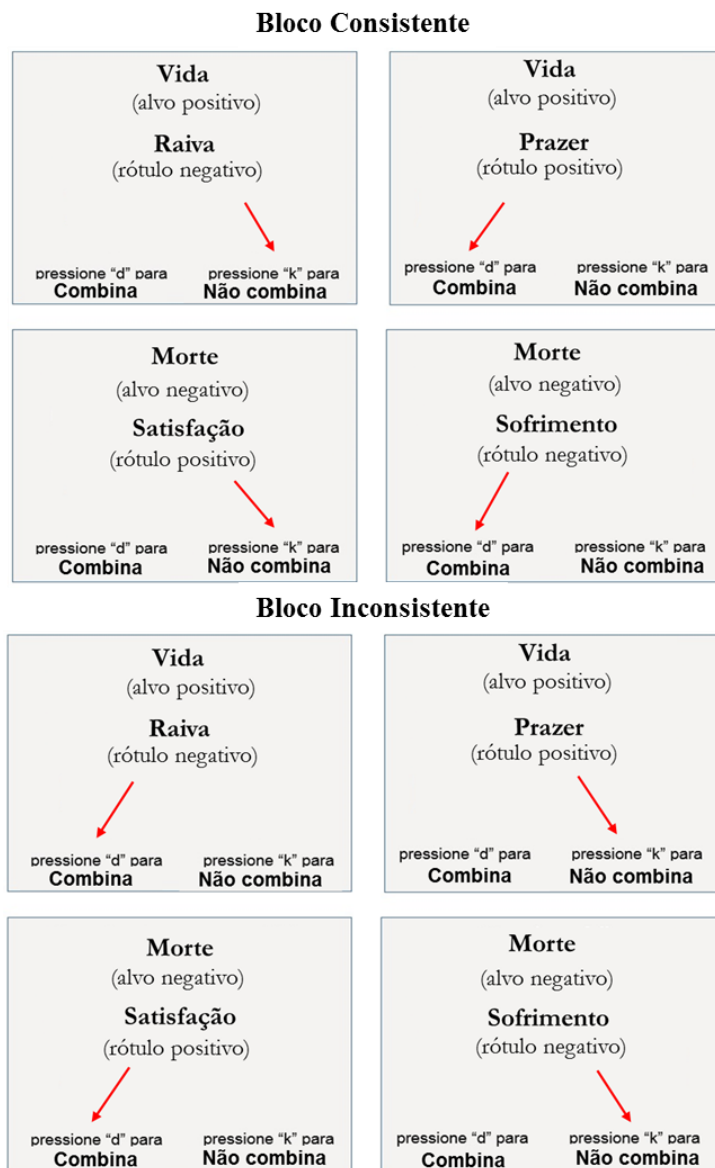 Bloco Consistente
Vida
(alvo positivo)
Raiva
(rótulo negativo)
pressione “d” para
Combina
pressione “k” para
Não combina
Vida
(alvo positivo)
Prazer
(rótulo positivo)
pressione “d” para
Combina
pressione “k” para
Não combina
Morte
(alvo negativo)
Satisfação
(rótulo positivo)
pressione “d” para
Combina
pressione “k” para
Não combina
Morte
(alvo negativo)
Sofrimento
(rótulo negativo)
pressione “d” para
Combina
pressione “k” para
Não combina
Bloco Inconsistente
Vida
(alvo positivo)
Raiva
(rótulo negativo)
pressione “d” para
Combina
pressione “k” para
Não combina
Vida
(alvo positivo)
Prazer
(rótulo positivo)
pressione “d” para
Combina
pressione “k” para
Não combina
Morte
(alvo negativo)
Satisfação
(rótulo positivo)
pressione “d” para
Combina
pressione “k” para
Não combina
Morte
(alvo negativo)
Sofrimento
(rótulo negativo)
pressione “d” para
Combina
pressione “k” para
Não combina